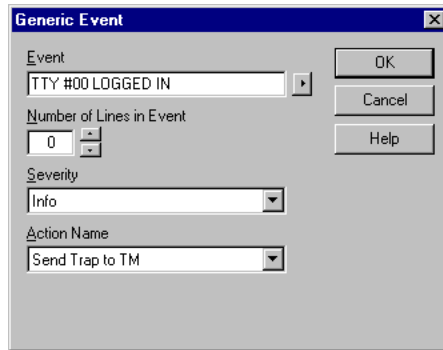 Generic Event
Event
TTY #00 LOGGED IN
OK
Number of Lines in Event
Cancel
0
Help
Severity
Info
Action Name
Send Trap to TM